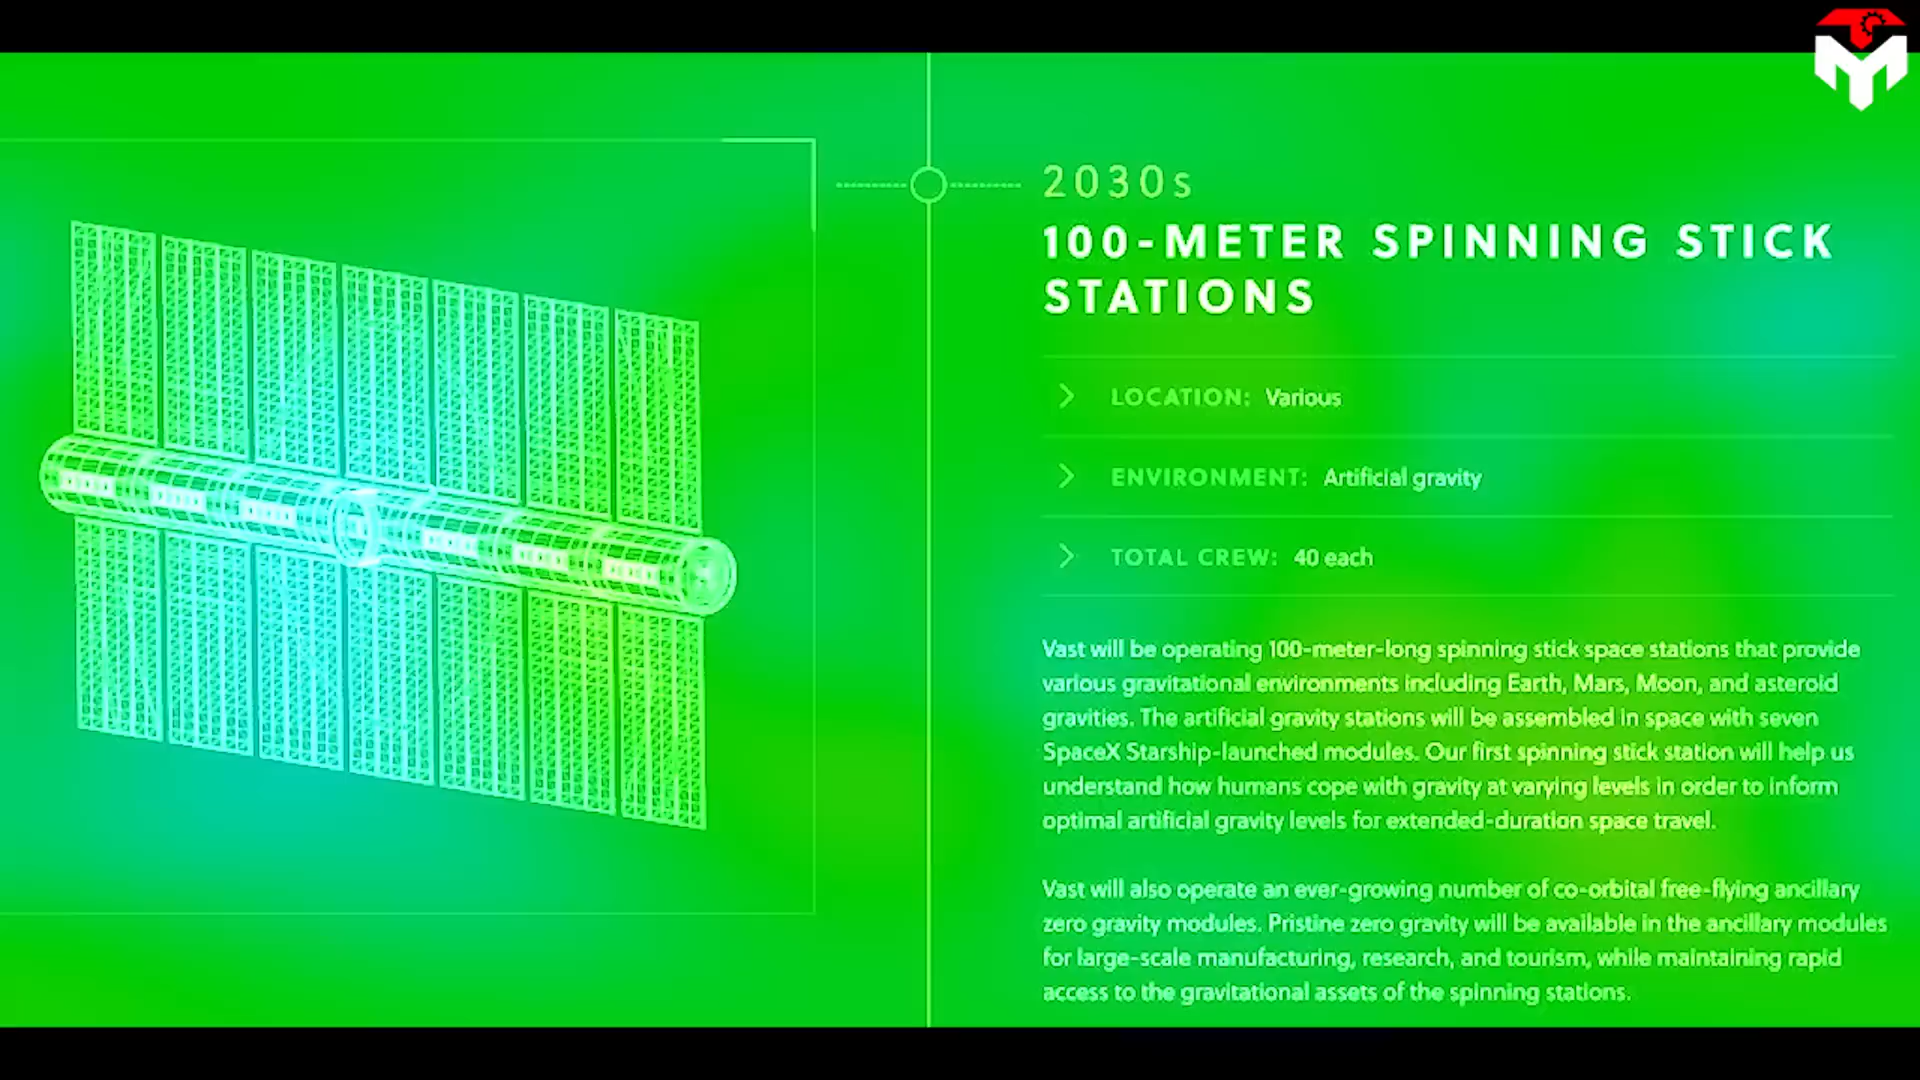 2030s
100-METER SPINNING STICK
STATIONS
LOCATION: Various
ENVIRONMENT: Artificial gravity
TOTAL CREW: 40 each
Vast will be operating 100-meter-long spinning stick space stations that provide
various gravitational environments including Earth, Mars, Moon, and asteroid
gravities. The artificial gravity stations will be assembled in space with seven
SpaceX Starship-launched modules. Our first spinning stick station will help us
understand how humans cope with gravity at varying levels in order to inform
optimal artificial gravity levels for extended-duration space travel.
Vast will also operate an ever-growing number of co-orbital free-flying ancillary
zero gravity modules. Pristine zero gravity will be available in the ancillary modules
for large-scale manufacturing, research, and tourism, while maintaining rapid
access to the gravitational assets of the spinning stations.